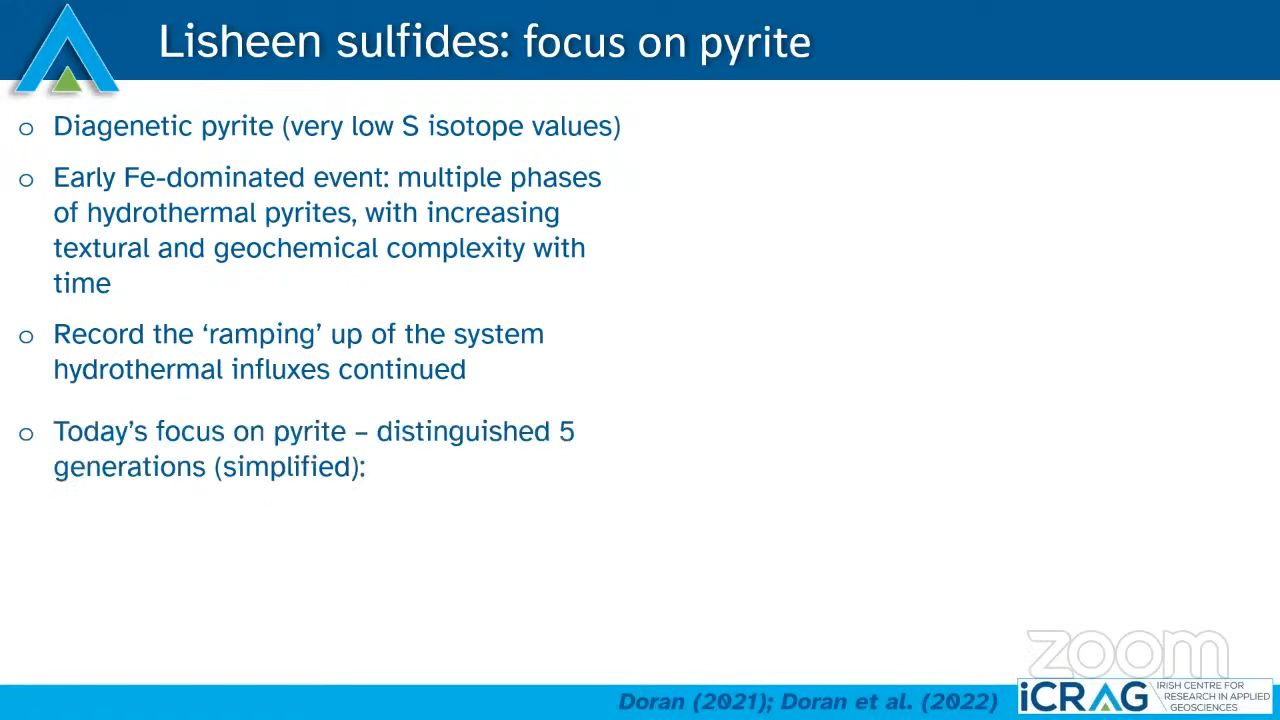 Lisheen sulfides: focus on pyrite
o Diagenetic pyrite (very low S isotope values)
o Early Fe-dominated event: multiple phases
of hydrothermal pyrites, with increasing
textural and geochemical complexity with
time
o Record the ‘ramping’ up of the system
hydrothermal influxes continued
o Today’s focus on pyrite – distinguished 5
generations (simplified):
zoom
Doran (2021); Doran et al. (2022)
iCRAG
IRISH CENTRE FOR
RESEARCH IN APPLIED
GEOSCIENCES